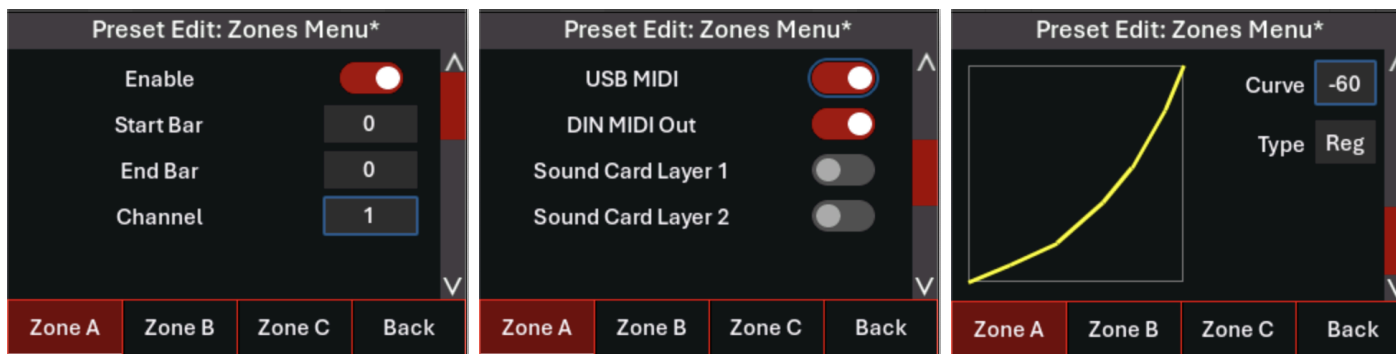 Preset Edit: Zones Menu*
Enable
Start Bar 0
End Bar 0
Channel 1
Zone A Zone B Zone C Back
Preset Edit: Zones Menu*
USB MIDI
DIN MIDI Out
Sound Card Layer 1
Sound Card Layer 2
Zone A Zone B Zone C Back
Preset Edit: Zones Menu*
Curve -60
Type Reg
Zone A Zone B Zone C Back